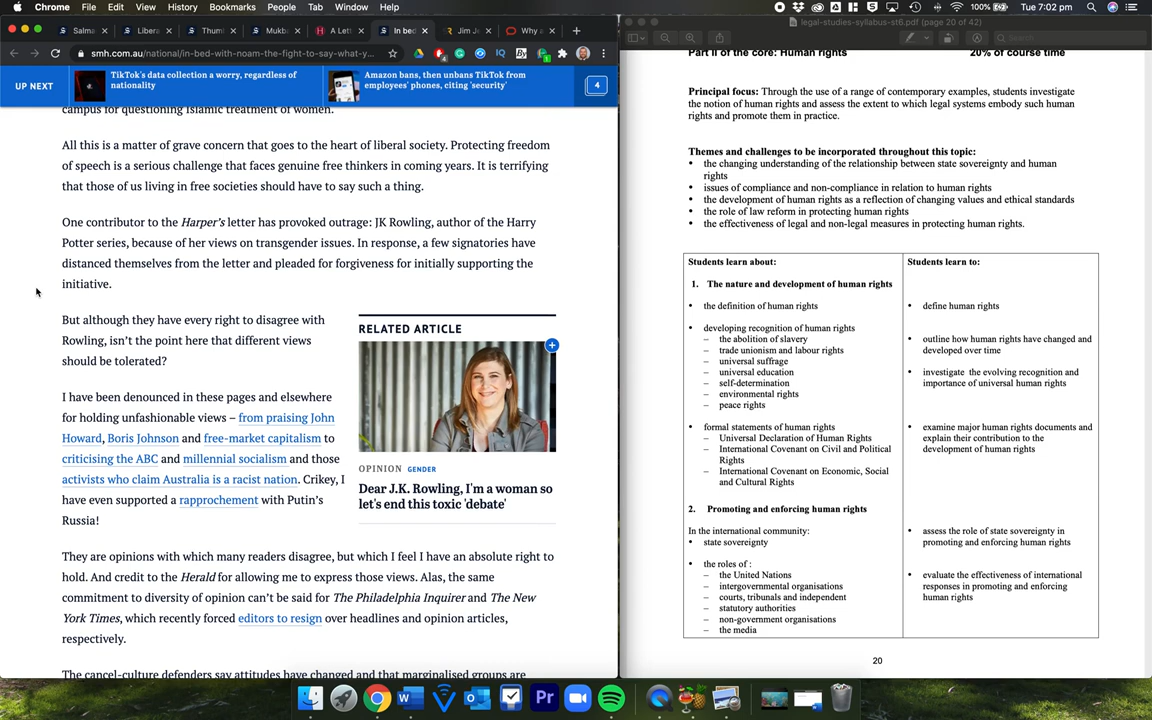 Chrome File Edit View History Bookmarks People Tab Window Help 100% Tue 7:02 pm
Salma Libera Thumb Mukba A Lett In bed Jim Je Why a
smh.com.au/national/in-bed-with-noam-the-fight-to-say-what-y...
UP NEXT
TikTok's data collection a worry, regardless of
nationality
Amazon bans, then unbans TikTok from
employees' phones, citing 'security'
4
campus for questioning Islamic treatment of women.
All this is a matter of grave concern that goes to the heart of liberal society. Protecting freedom
of speech is a serious challenge that faces genuine free thinkers in coming years. It is terrifying
that those of us living in free societies should have to say such a thing.
One contributor to the Harper's letter has provoked outrage: JK Rowling, author of the Harry
Potter series, because of her views on transgender issues. In response, a few signatories have
distanced themselves from the letter and pleaded for forgiveness for initially supporting the
initiative.
But although they have every right to disagree with
Rowling, isn't the point here that different views
should be tolerated?
I have been denounced in these pages and elsewhere
for holding unfashionable views – from praising John
Howard, Boris Johnson and free-market capitalism to
criticising the ABC and millennial socialism and those
activists who claim Australia is a racist nation. Crikey, I
have even supported a rapprochement with Putin's
Russia!
RELATED ARTICLE
OPINION GENDER
Dear J.K. Rowling, I'm a woman so
let's end this toxic 'debate'
They are opinions with which many readers disagree, but which I feel I have an absolute right to
hold. And credit to the Herald for allowing me to express those views. Alas, the same
commitment to diversity of opinion can't be said for The Philadelphia Inquirer and The New
York Times, which recently forced editors to resign over headlines and opinion articles,
respectively.
The cancel-culture defenders say attitudes have changed and that marginalised groups are
legal-studies-syllabus-st6.pdf (page 20 of 42)
Search
Part II of the core: Human rights 20% of course time
Principal focus: Through the use of a range of contemporary examples, students investigate
the notion of human rights and assess the extent to which legal systems embody such human
rights and promote them in practice.
Themes and challenges to be incorporated throughout this topic:
• the changing understanding of the relationship between state sovereignty and human
rights
• issues of compliance and non-compliance in relation to human rights
• the development of human rights as a reflection of changing values and ethical standards
• the role of law reform in protecting human rights
• the effectiveness of legal and non-legal measures in protecting human rights.
Students learn about:
1. The nature and development of human rights
• the definition of human rights
• developing recognition of human rights
– the abolition of slavery
– trade unionism and labour rights
– universal suffrage
– universal education
– self-determination
– environmental rights
– peace rights
• formal statements of human rights
– Universal Declaration of Human Rights
– International Covenant on Civil and Political
Rights
– International Covenant on Economic, Social
and Cultural Rights
2. Promoting and enforcing human rights
In the international community:
• state sovereignty
• the roles of :
– the United Nations
– intergovernmental organisations
– courts, tribunals and independent
– statutory authorities
– non-government organisations
– the media
Students learn to:
• define human rights
• outline how human rights have changed and
developed over time
• investigate the evolving recognition and
importance of universal human rights
• examine major human rights documents and
explain their contribution to the
development of human rights
• assess the role of state sovereignty in
promoting and enforcing human rights
• evaluate the effectiveness of international
responses in promoting and enforcing
human rights
20